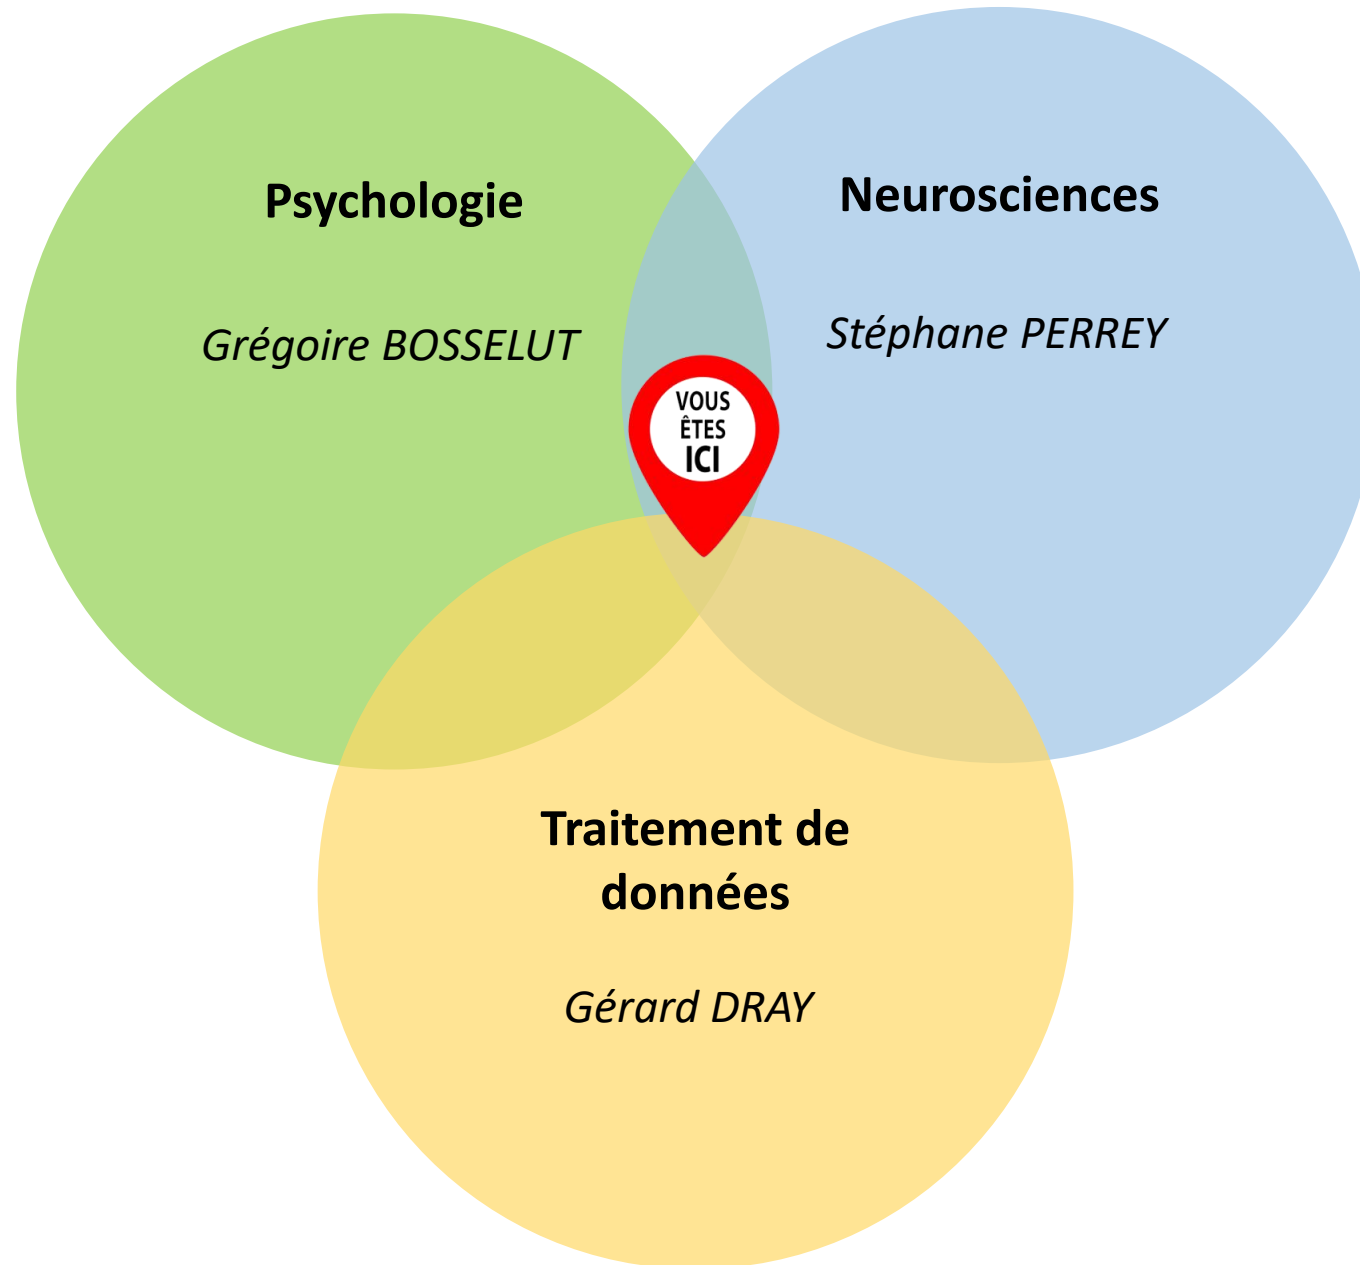 Psychologie
Grégoire BOSSELUT
Neurosciences
Stéphane PERREY
VOUS
ÊTES
ICI
Traitement de
données
Gérard DRAY